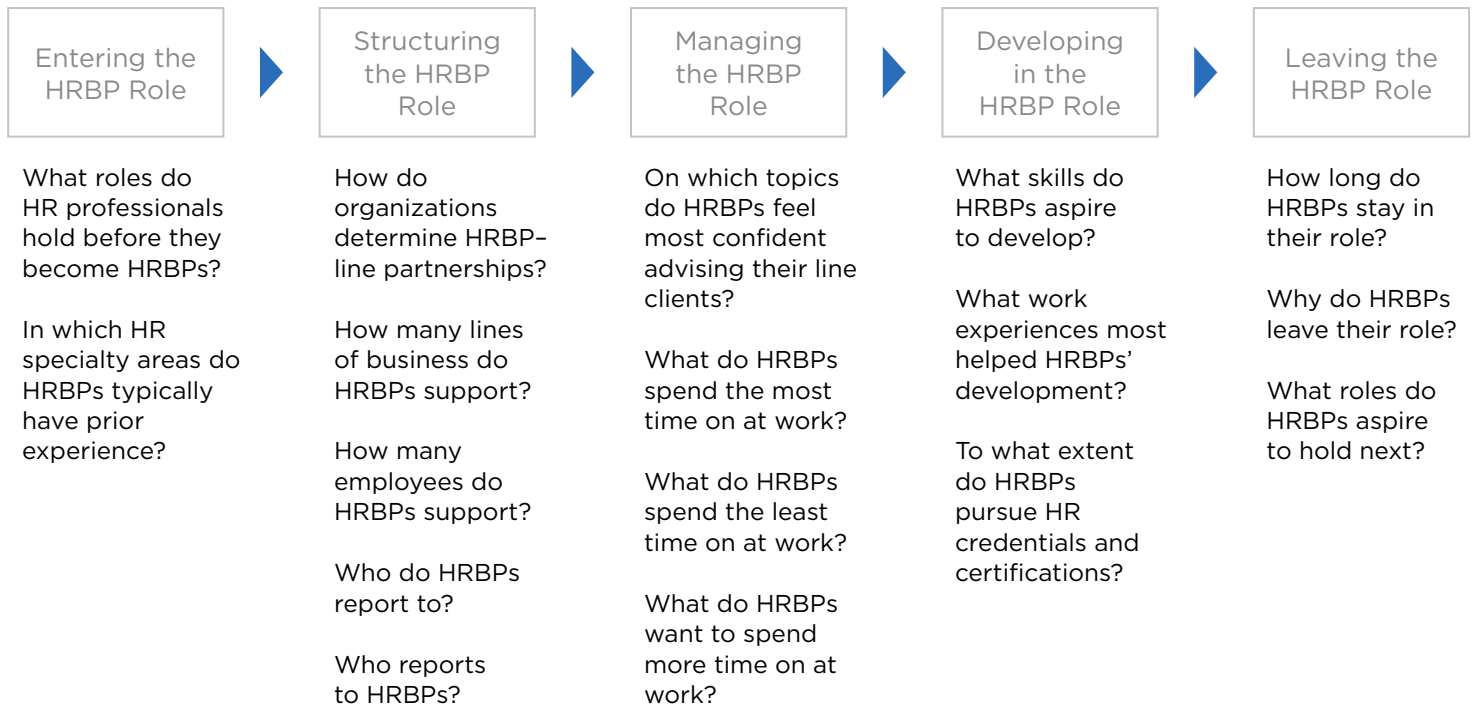 Entering the
HRBP Role
Structuring
the HRBP
Role
Managing
the HRBP
Role
Developing
in the
HRBP Role
Leaving the
HRBP Role
What roles do
HR professionals
hold before they
become HRBPs?
In which HR
specialty areas do
HRBPs typically
have prior
experience?
How do
organizations
determine HRBP–
line partnerships?
How many lines
of business do
HRBPs support?
How many
employees do
HRBPs support?
Who do HRBPs
report to?
Who reports
to HRBPs?
On which topics
do HRBPs feel
most confident
advising their line
clients?
What do HRBPs
spend the most
time on at work?
What do HRBPs
spend the least
time on at work?
What do HRBPs
want to spend
more time on at
work?
What skills do
HRBPs aspire
to develop?
What work
experiences most
helped HRBPs’
development?
To what extent
do HRBPs
pursue HR
credentials and
certifications?
How long do
HRBPs stay in
their role?
Why do HRBPs
leave their role?
What roles do
HRBPs aspire
to hold next?